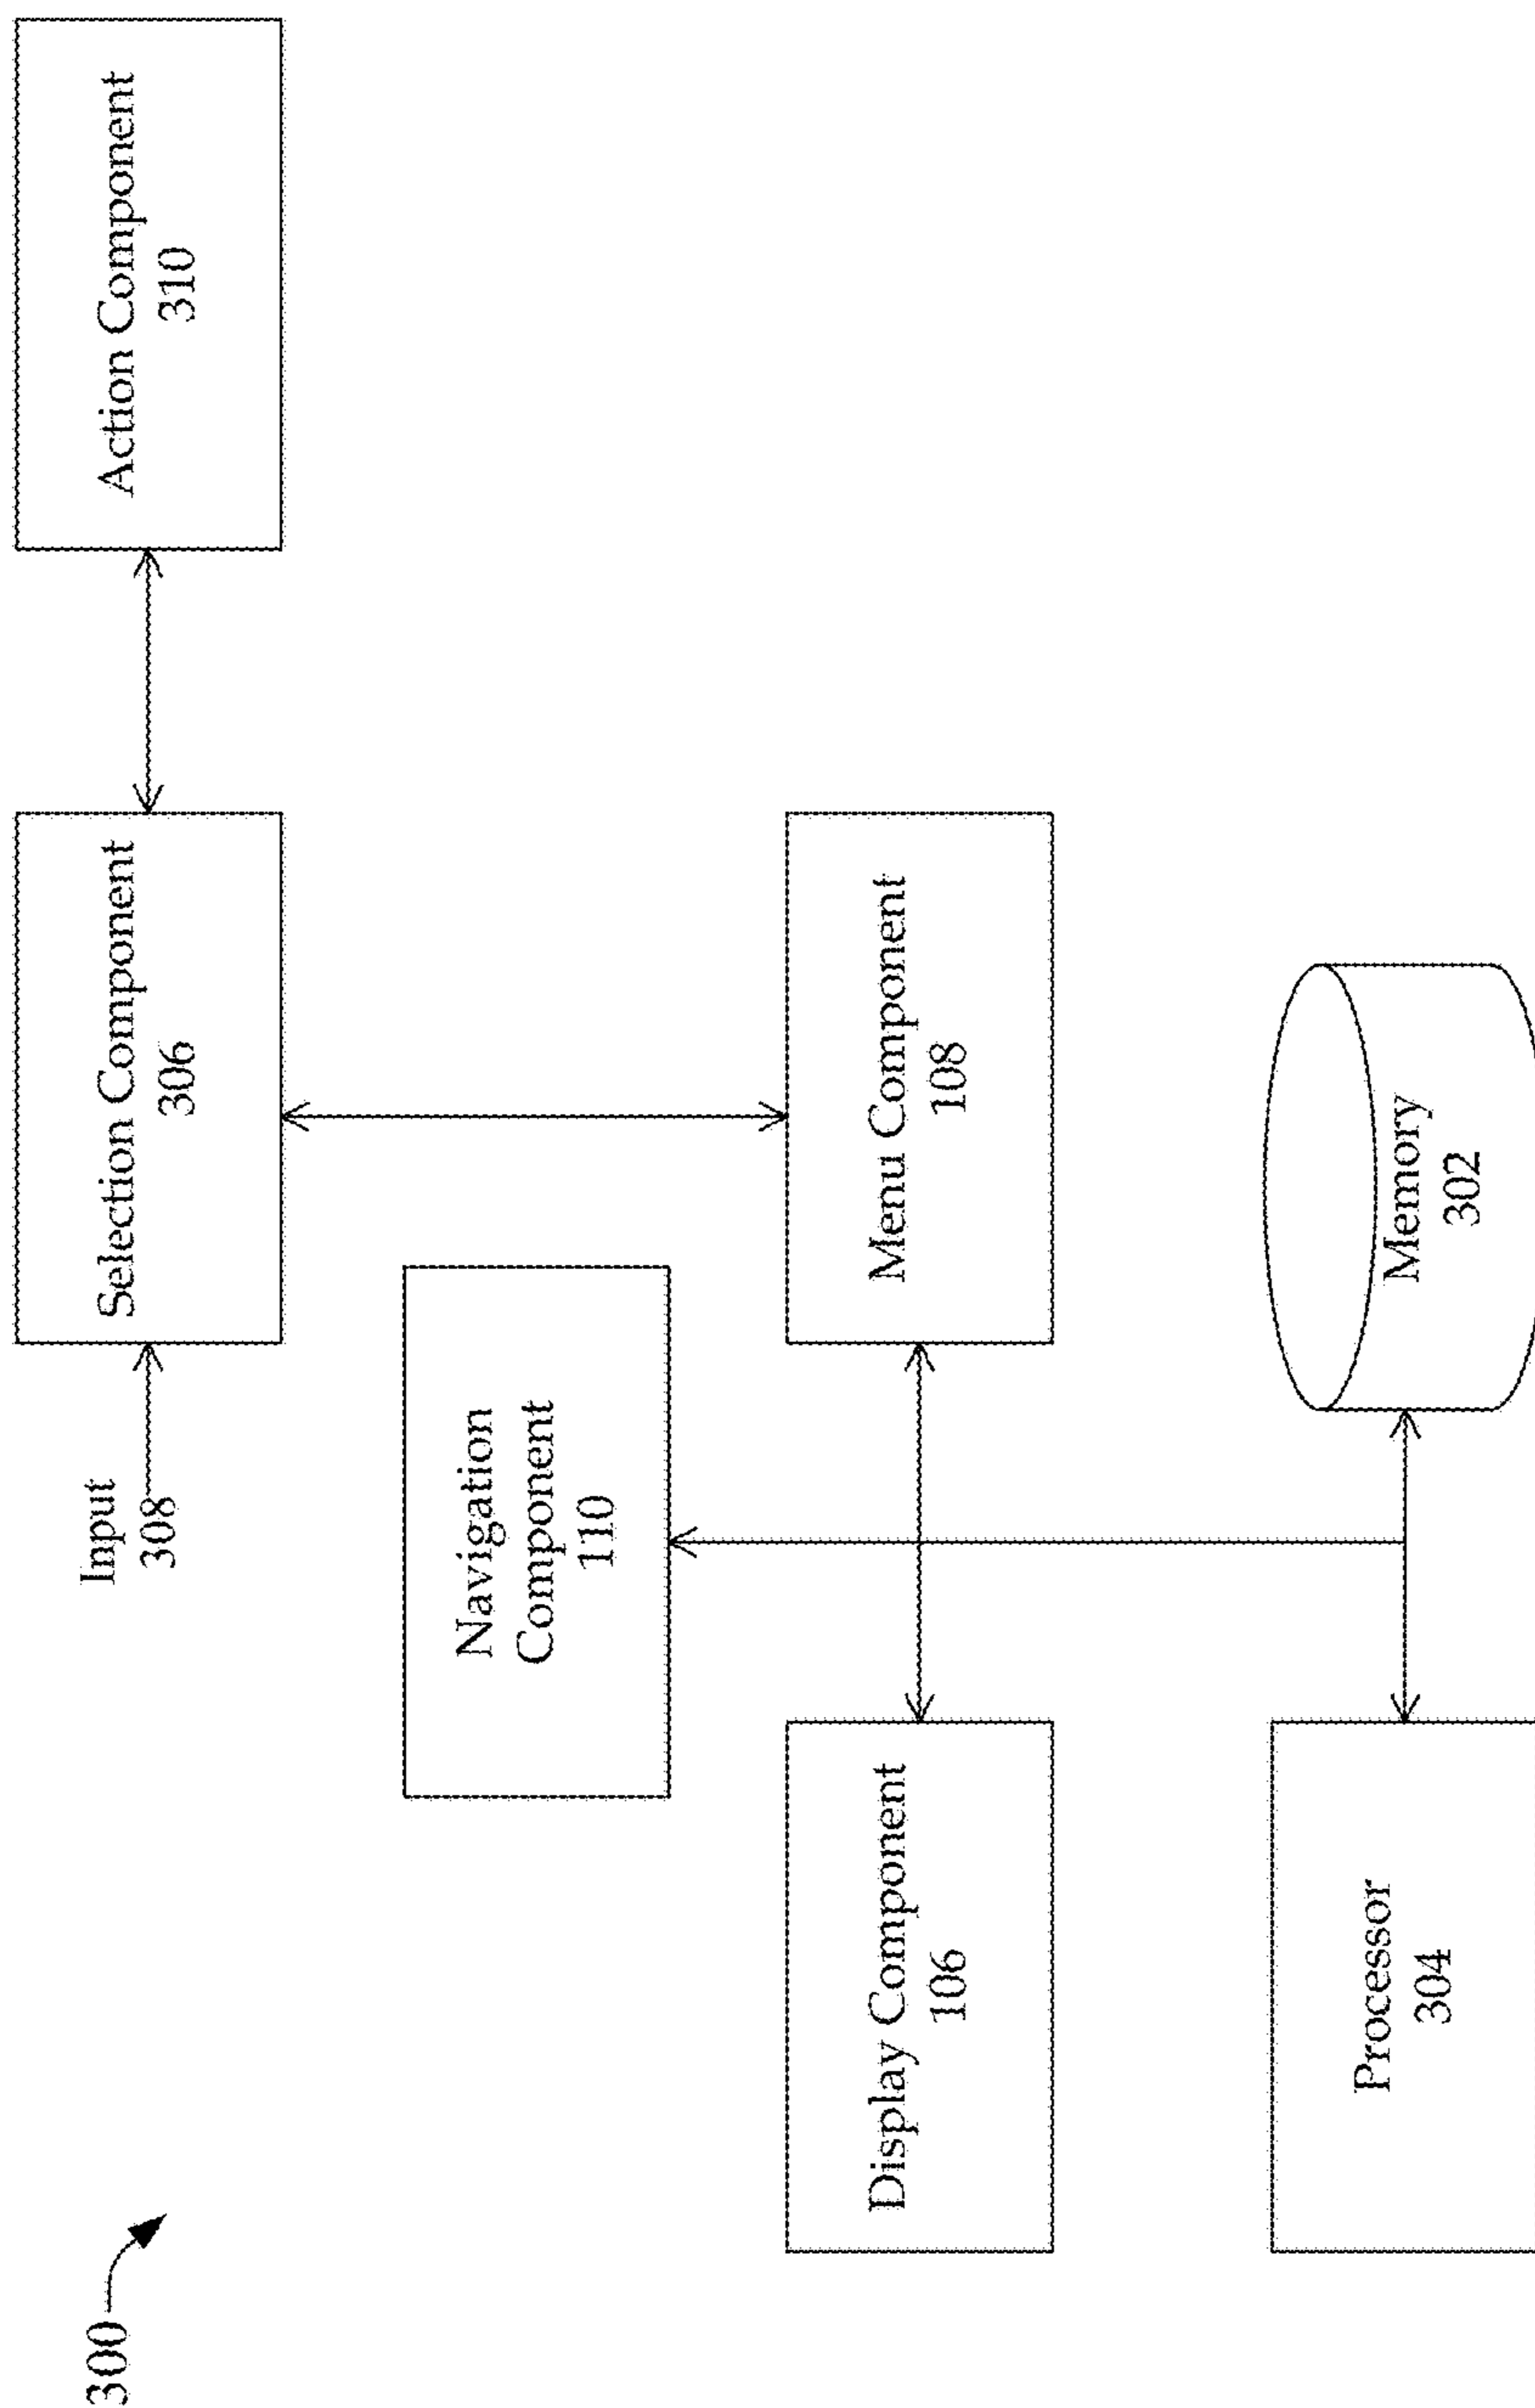 300
Input
308
Selection Component
306
Action Component
310
Navigation
Component
110
Display Component
106
Menu Component
108
Processor
304
Memory
302